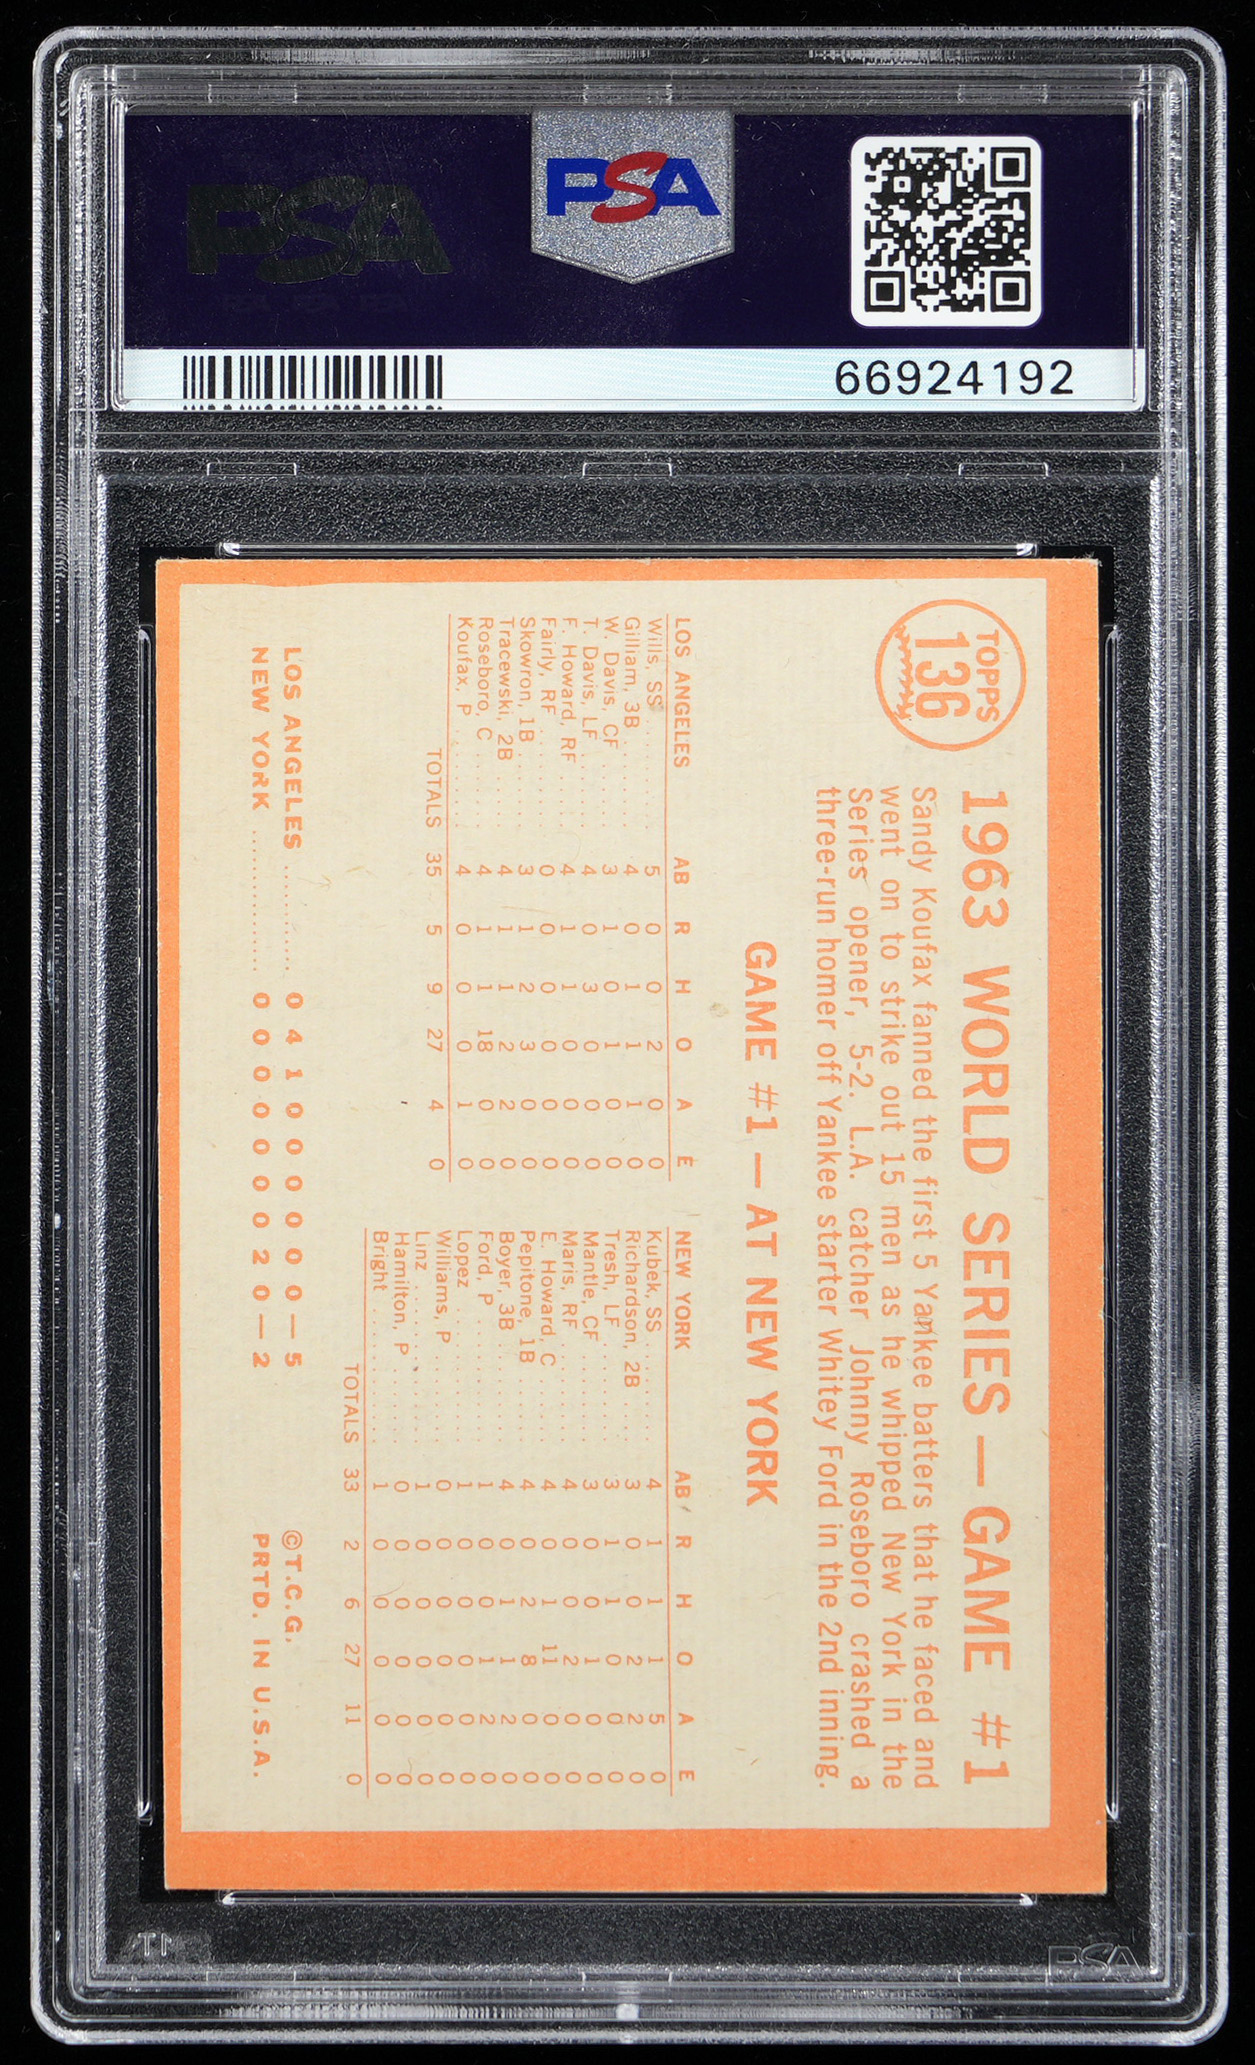 PSA
PSA
66924192
TOPPS
136
1963 WORLD SERIES — GAME #1
Sandy Koufax fanned the first 5 Yankee batters that he faced and
went on to strike out 15 men as he whipped New York in the
Series opener, 5-2. L.A. catcher Johnny Roseboro crashed a
three-run homer off Yankee starter Whitey Ford in the 2nd inning.
GAME #1 — AT NEW YORK
LOS ANGELES AB R H O A E
Wills, SS 5 0 0 2 0 0
Gilliam, 3B 4 0 1 1 1 0
W. Davis, CF 3 1 0 1 0 0
T. Davis, LF 4 0 3 0 0 0
F. Howard, RF 4 1 1 0 0 0
Fairly, RF 0 0 0 0 0 0
Skowron, 1B 3 1 2 3 0 0
Tracewski, 2B 4 1 1 2 2 0
Roseboro, C 4 1 1 18 0 0
Koufax, P 4 0 0 0 1 0
TOTALS 35 5 9 27 4 0
NEW YORK AB R H O A E
Kubek, SS 4 1 1 1 5 0
Richardson, 2B 3 0 0 2 2 0
Tresh, LF 3 1 1 0 0 0
Mantle, CF 3 0 0 1 0 0
Maris, RF 4 0 0 2 0 0
E. Howard, C 4 0 1 11 0 0
Pepitone, 1B 4 0 2 8 0 0
Boyer, 3B 4 0 1 1 2 0
Ford, P 1 0 0 1 2 0
Lopez 1 0 0 0 0 0
Williams, P 0 0 0 0 0 0
Linz 1 0 0 0 0 0
Hamilton, P 0 0 0 0 0 0
Bright 1 0 0 0 0 0
TOTALS 33 2 6 27 11 0
LOS ANGELES 0 4 1 0 0 0 0 0 0 — 5
NEW YORK 0 0 0 0 0 0 0 2 0 — 2
©T.C.G.
PRTD. IN U.S.A.
PSA